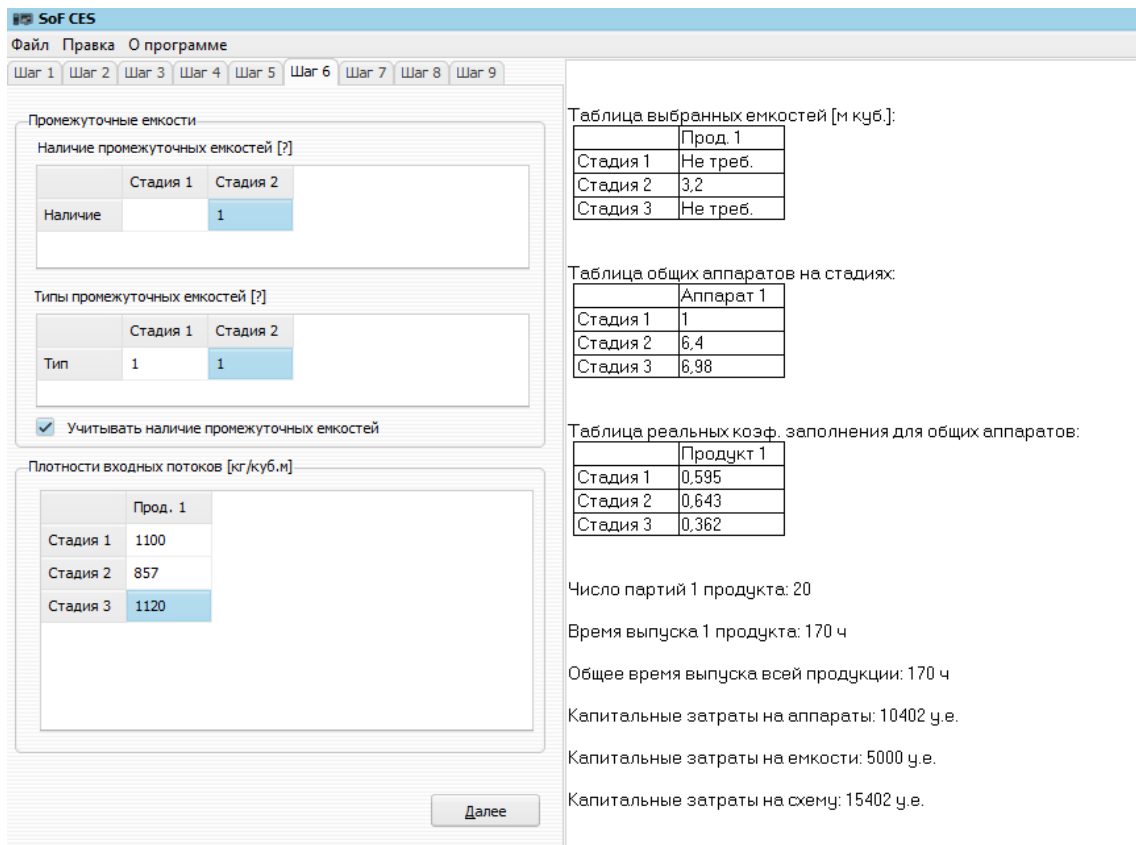 SoF CES
Файл Правка О программе
Шаг 1 Шаг 2 Шаг 3 Шаг 4 Шаг 5 Шаг 6 Шаг 7 Шаг 8 Шаг 9
Промежуточные емкости
Наличие промежуточных емкостей [?]
Стадия 1 Стадия 2
Наличие 1
Типы промежуточных емкостей [?]
Стадия 1 Стадия 2
Тип 1 1
Учитывать наличие промежуточных емкостей
Плотности входных потоков [кг/куб.м]
Прод. 1
Стадия 1 1100
Стадия 2 857
Стадия 3 1120
Далее
Таблица выбранных емкостей [м куб.]:
Прод. 1
Стадия 1 Не треб.
Стадия 2 3,2
Стадия 3 Не треб.
Таблица общих аппаратов на стадиях:
Аппарат 1
Стадия 1 1
Стадия 2 6,4
Стадия 3 6,98
Таблица реальных коэф. заполнения для общих аппаратов:
Продукт 1
Стадия 1 0,595
Стадия 2 0,643
Стадия 3 0,362
Число партий 1 продукта: 20
Время выпуска 1 продукта: 170 ч
Общее время выпуска всей продукции: 170 ч
Капитальные затраты на аппараты: 10402 у.е.
Капитальные затраты на емкости: 5000 у.е.
Капитальные затраты на схему: 15402 у.е.